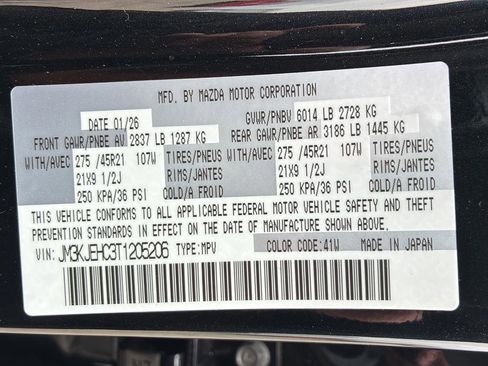 MFD. BY MAZDA MOTOR CORPORATION
DATE 01/26 GVWR/PNBV 6014 LB 2728 KG
FRONT GAWR/PNBE AV 2837 LB 1287 KG REAR GAWR/PNBE AR 3186 LB 1445 KG
WITH/AVEC 275 /45R21 107W TIRES/PNEUS WITH/AVEC 275 /45R21 107W TIRES/PNEUS
21X9 1/2J RIMS/JANTES 21X9 1/2J RIMS/JANTES
250 KPA/36 PSI COLD/A FROID 250 KPA/36 PSI COLD/A FROID
THIS VEHICLE CONFORMS TO ALL APPLICABLE FEDERAL MOTOR VEHICLE SAFETY AND THEFT
PREVENTION STANDARDS IN EFFECT ON THE DATE OF MANUFACTURE SHOWN ABOVE.
VIN: JM3KJEHC3T1205206 TYPE:MPV COLOR CODE:41W MADE IN JAPAN